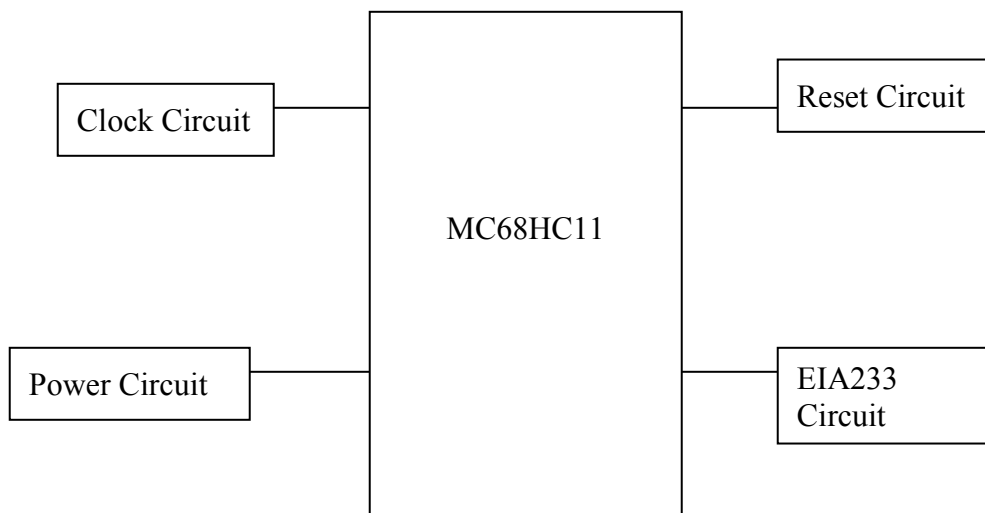 Clock Circuit
Reset Circuit
MC68HC11
Power Circuit
EIA233
Circuit